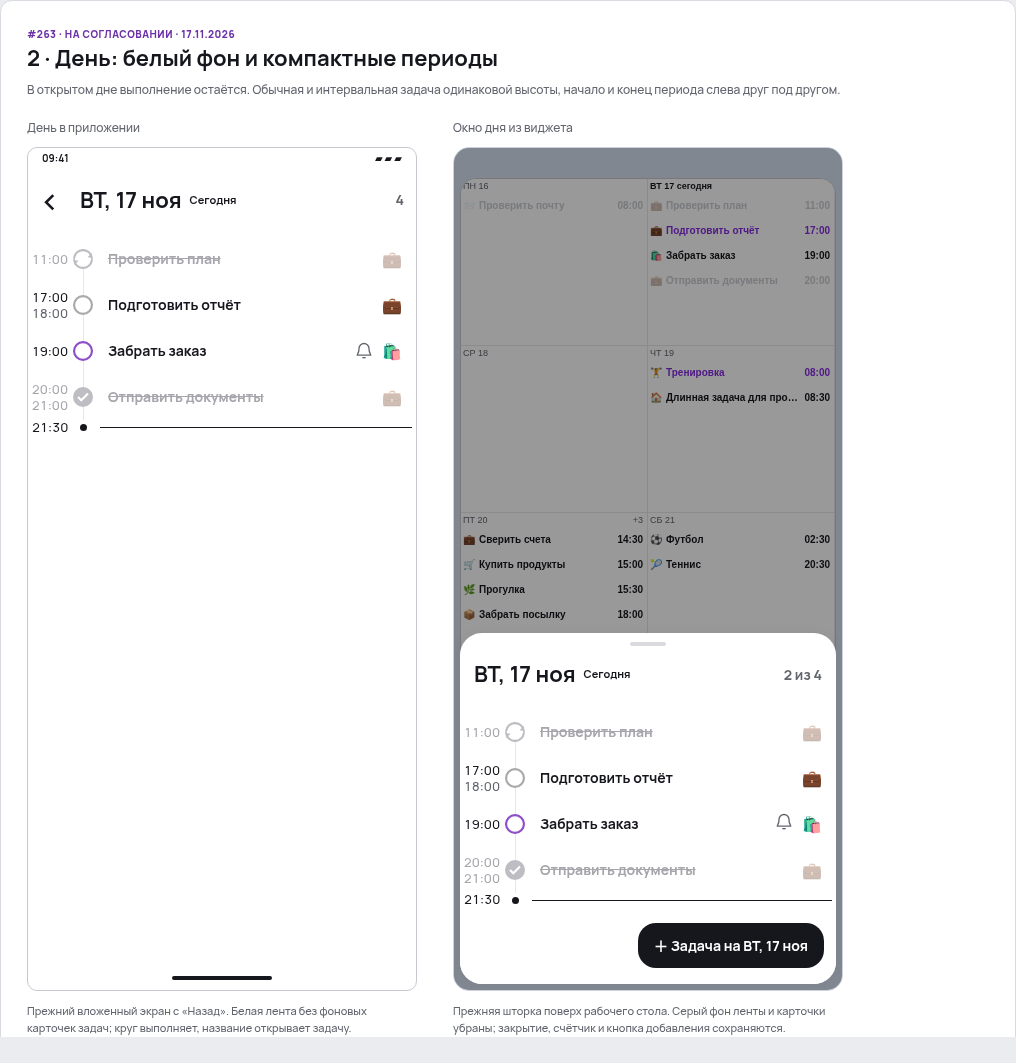 #263 · НА СОГЛАСОВАНИИ · 17.11.2026
2 · День: белый фон и компактные периоды
В открытом дне выполнение остаётся. Обычная и интервальная задача одинаковой высоты, начало и конец периода слева друг под другом.
День в приложении
09:41
ВТ, 17 ноя Сегодня 4
11:00 Проверить план
17:00
18:00
Подготовить отчёт
19:00 Забрать заказ
20:00
21:00
Отправить документы
21:30
Прежний вложенный экран с «Назад». Белая лента без фоновых
карточек задач; круг выполняет, название открывает задачу.
Окно дня из виджета
ПН 16
Проверить почту 08:00
ВТ 17 сегодня
Проверить план 11:00
Подготовить отчёт 17:00
Забрать заказ 19:00
Отправить документы 20:00
СР 18
ЧТ 19
Тренировка 08:00
Длинная задача для про... 08:30
ПТ 20 +3
Сверить счета 14:30
Купить продукты 15:00
Прогулка 15:30
Забрать посылку 18:00
СБ 21
Футбол 02:30
Теннис 20:30
ВТ, 17 ноя Сегодня 2 из 4
11:00 Проверить план
17:00
18:00
Подготовить отчёт
19:00 Забрать заказ
20:00
21:00
Отправить документы
21:30
+ Задача на ВТ, 17 ноя
Прежняя шторка поверх рабочего стола. Серый фон ленты и карточки
убраны; закрытие, счётчик и кнопка добавления сохраняются.